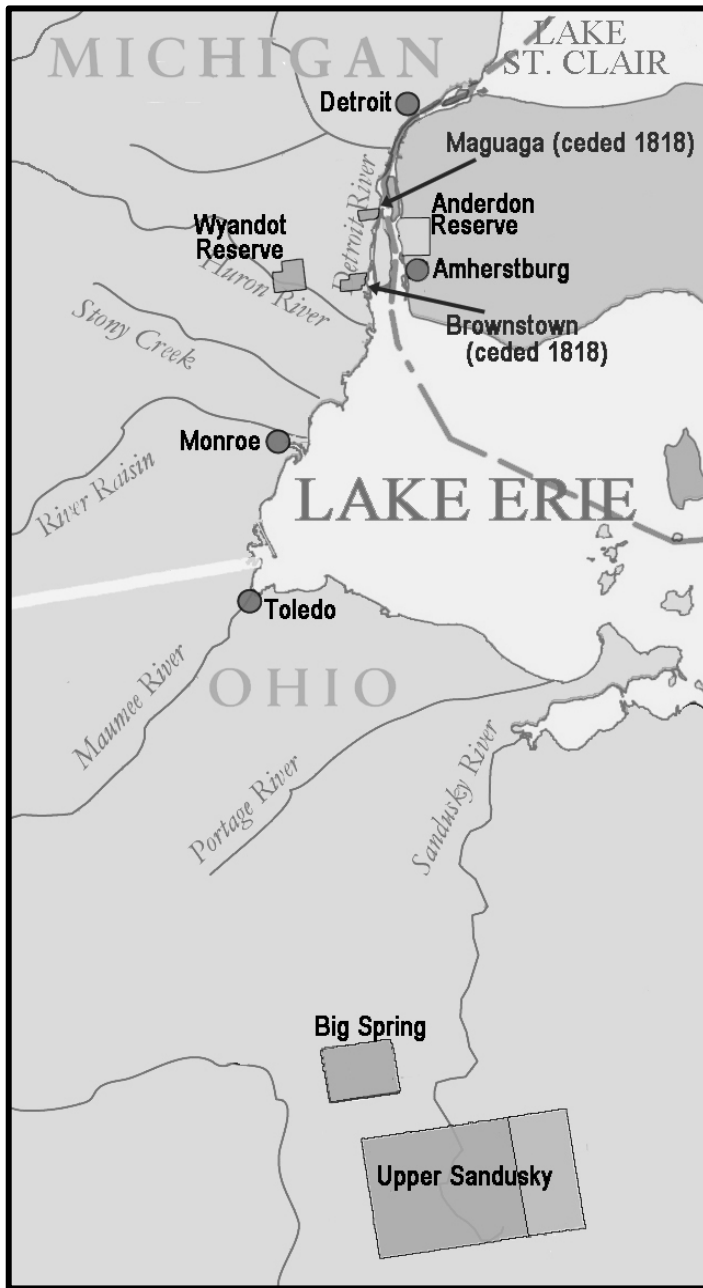 MICHIGAN
LAKE
ST. CLAIR
Detroit
Maguaga (ceded 1818)
Detroit River
Wyandot
Reserve
Anderdon
Reserve
Huron River
Amherstburg
Stony Creek
Brownstown
(ceded 1818)
Monroe
River Raisin
LAKE ERIE
Toledo
Maumee River
OHIO
Portage River
Sandusky River
Big Spring
Upper Sandusky